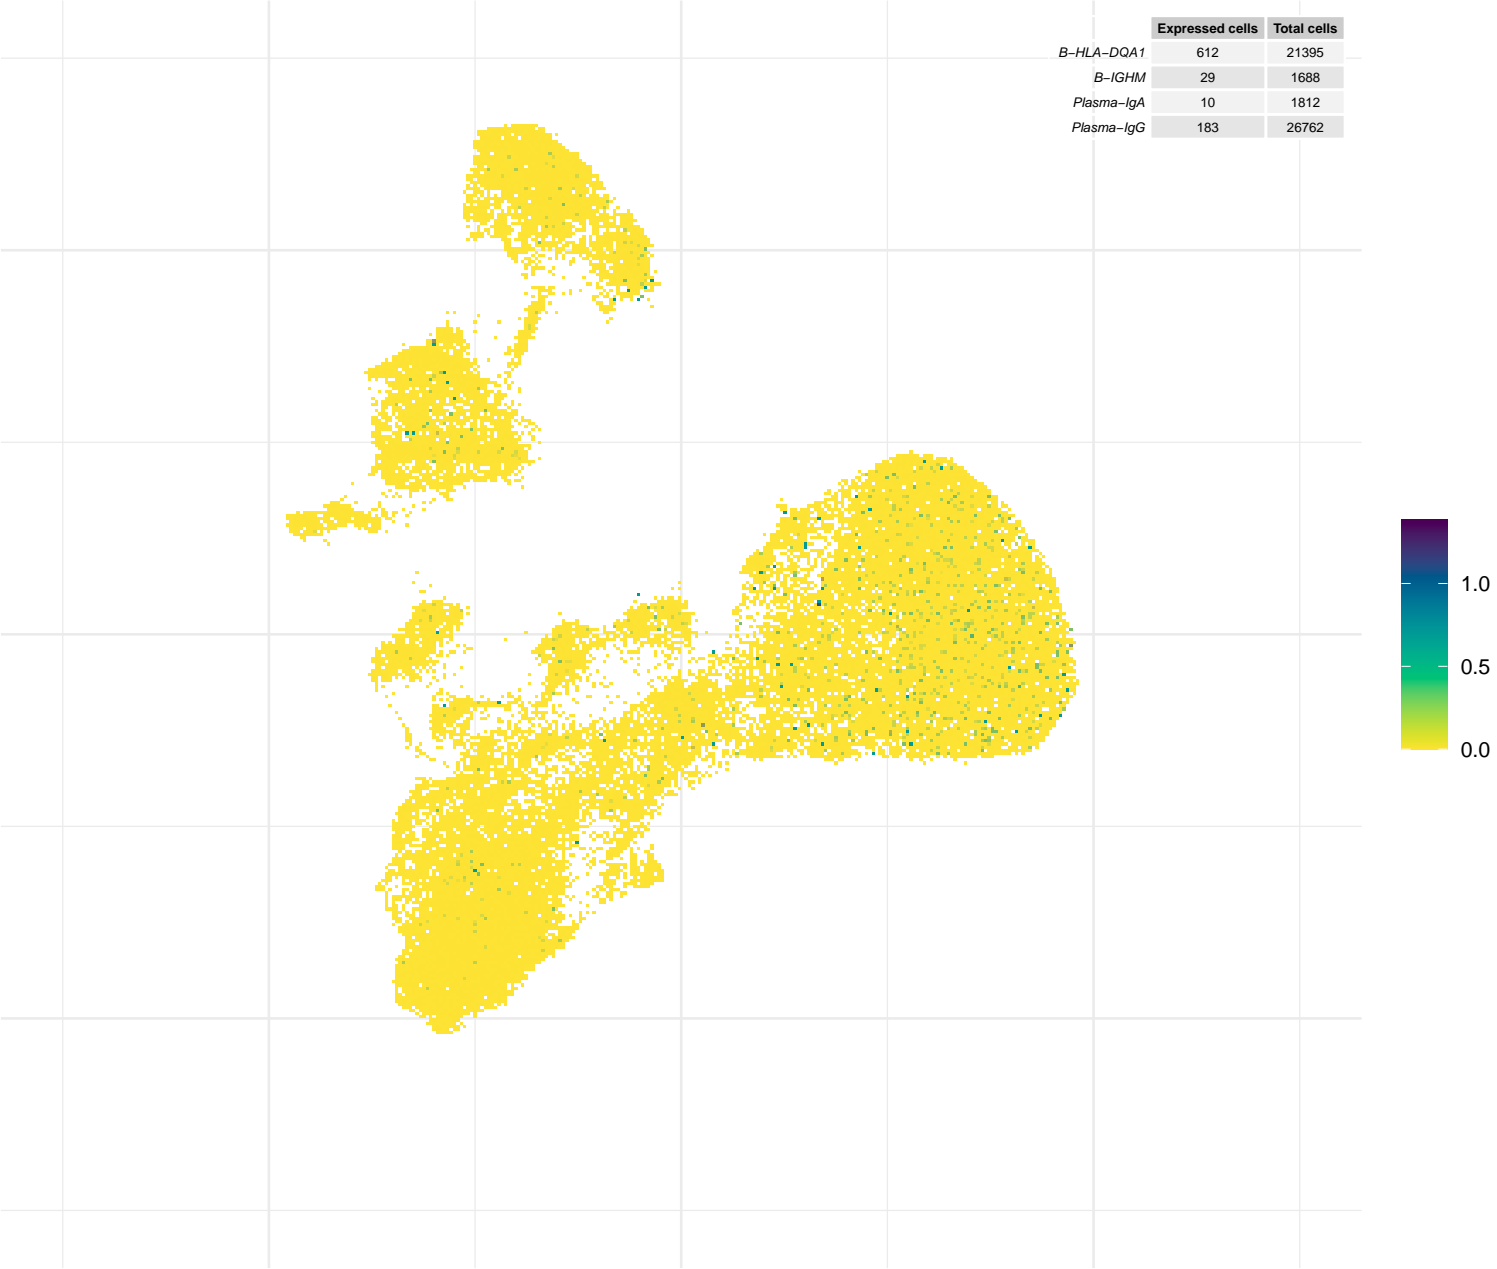 Expressed cells Total cells
B−HLA−DQA1 612 21395
B−IGHM 29 1688
Plasma−IgA 10 1812
Plasma−IgG 183 26762
1.0
0.5
0.0